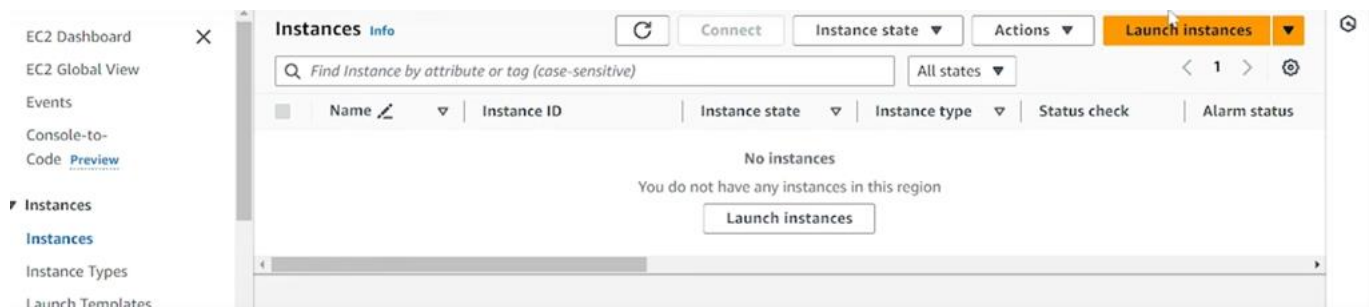 EC2 Dashboard
EC2 Global View
Events
Console-to-
Code Preview
Instances
Instances
Instance Types
Launch Templates
Instances Info
Connect
Instance state
Actions
Launch instances
Find Instance by attribute or tag (case-sensitive)
All states
1
Name
Instance ID
Instance state
Instance type
Status check
Alarm status
No instances
You do not have any instances in this region
Launch instances